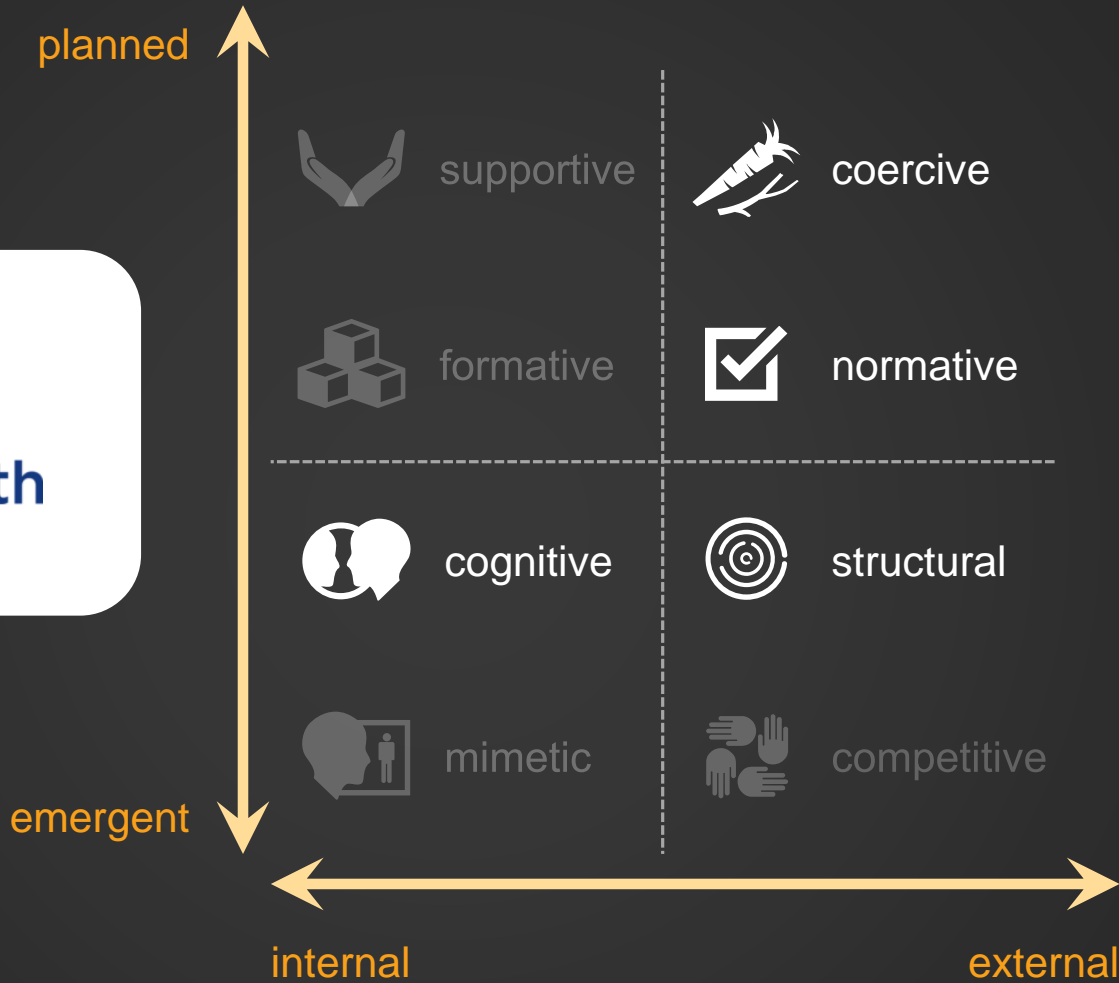 planned
supportive
coercive
formative
normative
th
cognitive
structural
mimetic
competitive
emergent
internal
external